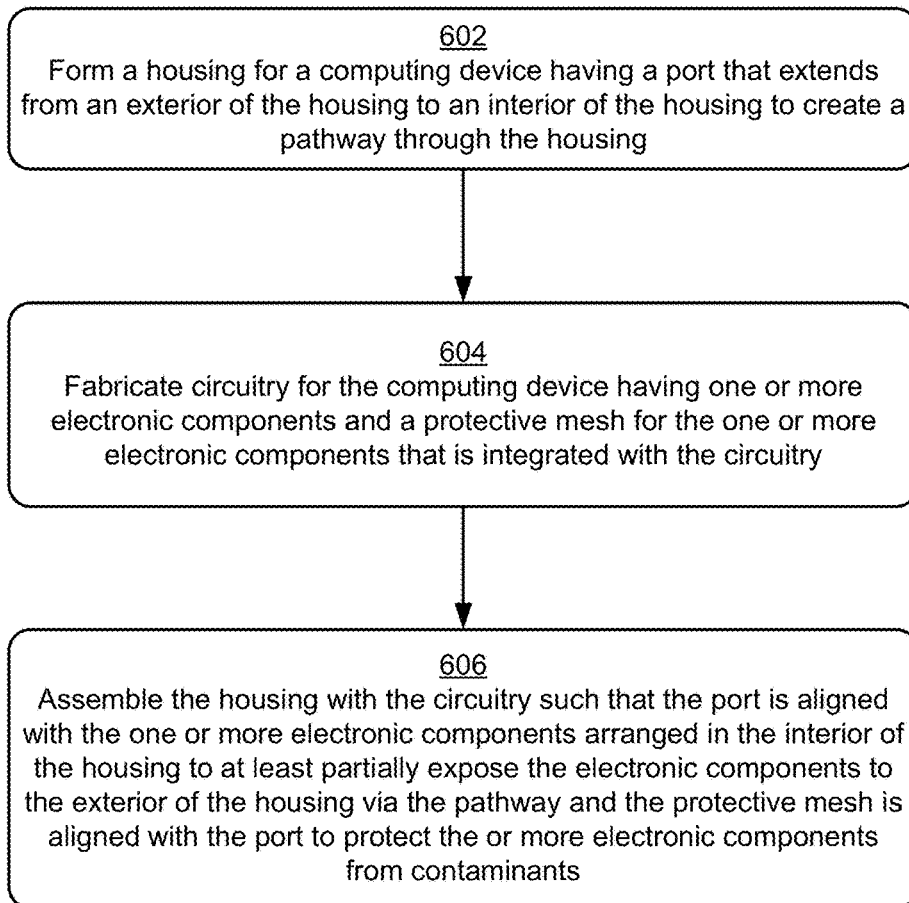 602
Form a housing for a computing device having a port that extends
from an exterior of the housing to an interior of the housing to create a
pathway through the housing
604
Fabricate circuitry for the computing device having one or more
electronic components and a protective mesh for the one or more
electronic components that is integrated with the circuitry
606
Assemble the housing with the circuitry such that the port is aligned
with the one or more electronic components arranged in the interior of
the housing to at least partially expose the electronic components to
the exterior of the housing via the pathway and the protective mesh is
aligned with the port to protect the or more electronic components
from contaminants